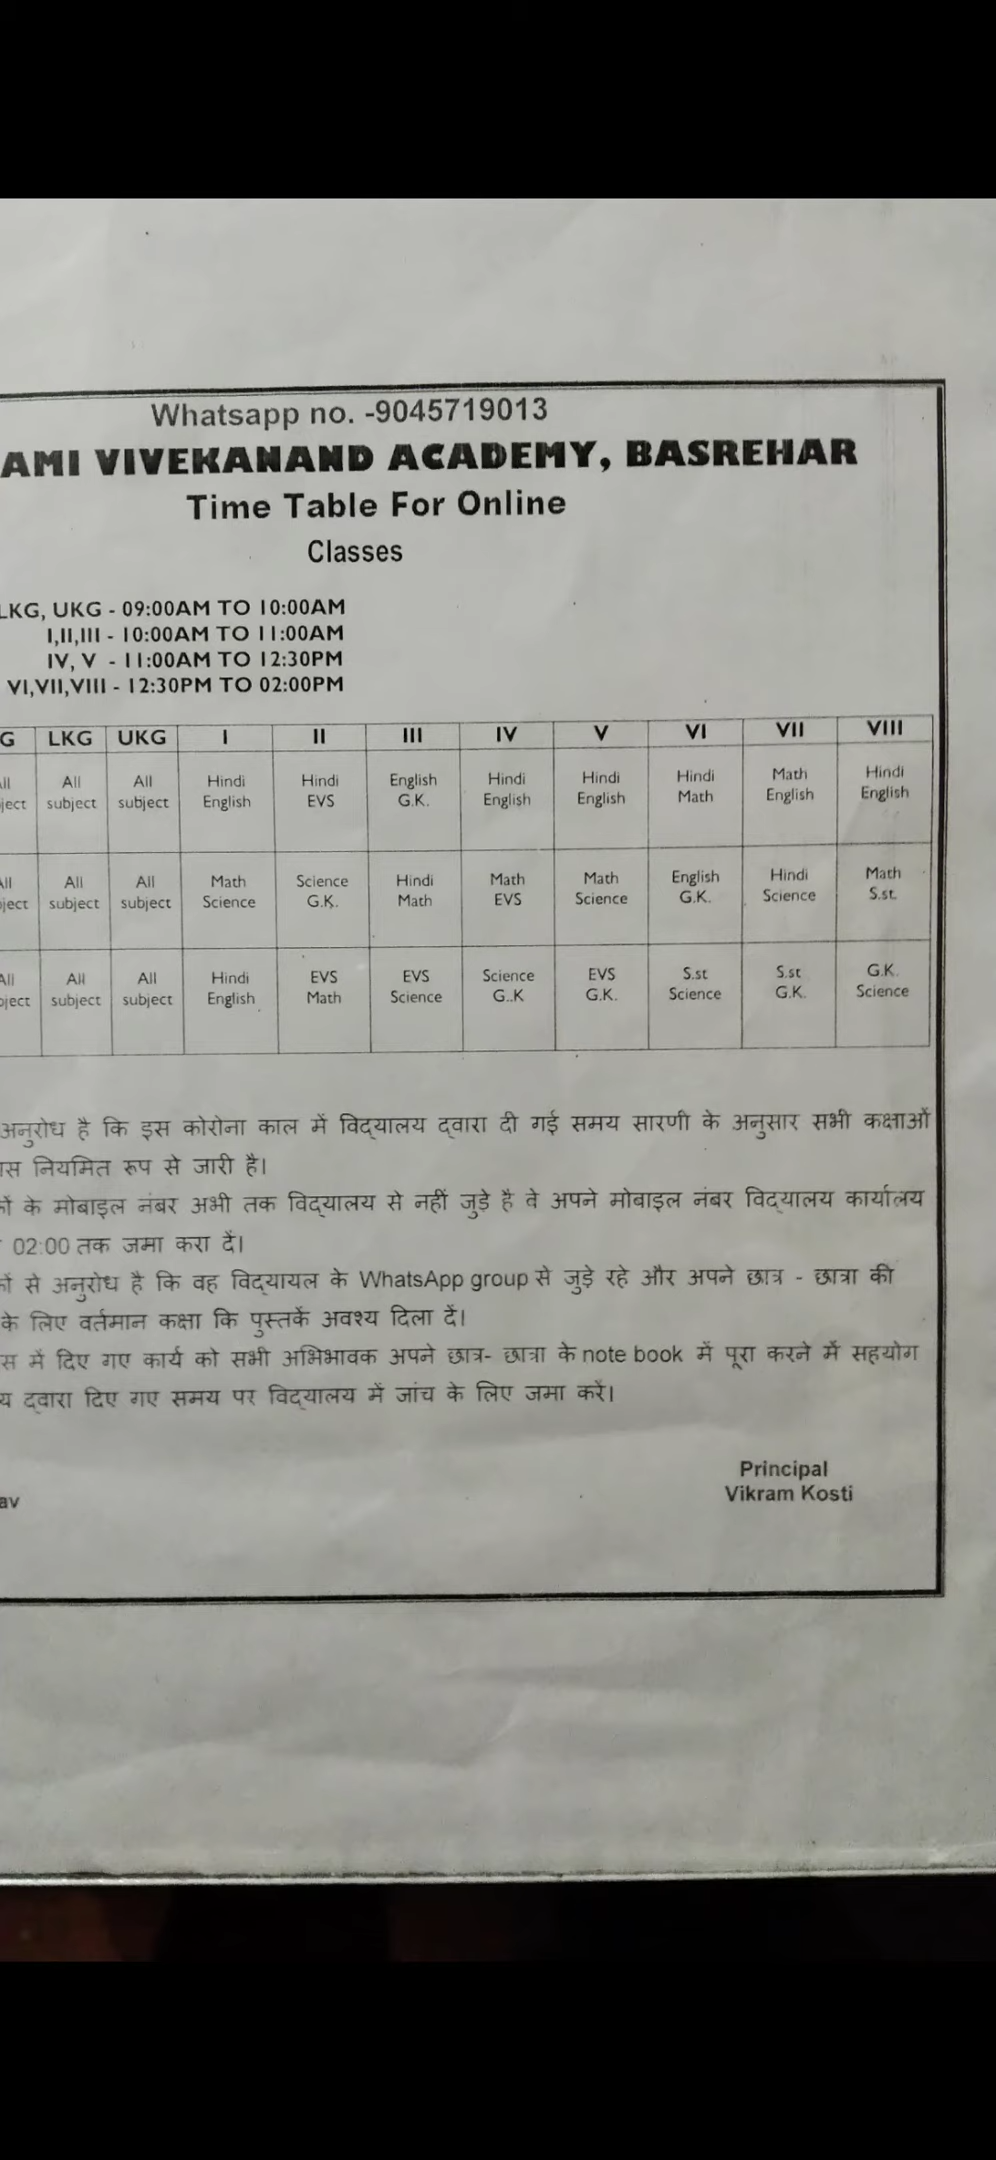 Whatsapp no. -9045719013
AMI VIVEKANAND ACADEMY, BASREHAR
Time Table For Online
Classes
LKG, UKG - 09:00AM TO 10:00AM
I,II,III - 10:00AM TO 11:00AM
IV, V - 11:00AM TO 12:30PM
VI,VII,VIII - 12:30PM TO 02:00PM
G LKG UKG I II III IV V VI VII VIII
All All All Hindi Hindi English Hindi Hindi Hindi Math Hindi
ject subject subject English EVS G.K. English English Math English English
All All All Math Science Hindi Math Math English Hindi Math
ject subject subject Science G.K. Math EVS Science G.K. Science S.st.
All All All Hindi EVS EVS Science EVS S.st S.st G.K.
ject subject subject English Math Science G..K G.K. Science G.K. Science
अनुरोध है कि इस कोरोना काल में विद्यालय द्वारा दी गई समय सारणी के अनुसार सभी कक्षाओं
स नियमित रूप से जारी है।
ों के मोबाइल नंबर अभी तक विद्यालय से नहीं जुड़े है वे अपने मोबाइल नंबर विद्यालय कार्यालय
02:00 तक जमा करा दें।
ों से अनुरोध है कि वह विद्यायल के WhatsApp group से जुड़े रहे और अपने छात्र - छात्रा की
के लिए वर्तमान कक्षा कि पुस्तकें अवश्य दिला दें।
स में दिए गए कार्य को सभी अभिभावक अपने छात्र- छात्रा के note book में पूरा करने में सहयोग
य द्वारा दिए गए समय पर विद्यालय में जांच के लिए जमा करें।
Principal
av Vikram Kosti